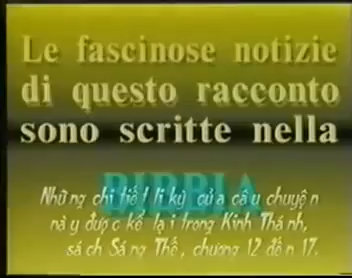 Le fascinose notizie
di questo racconto
sono scritte nella
BIBBIA
Những chi tiết li kỳ của câu chuyện
này được kể lại trong Kinh Thánh,
sách Sáng Thế, chương 12 đến 17.